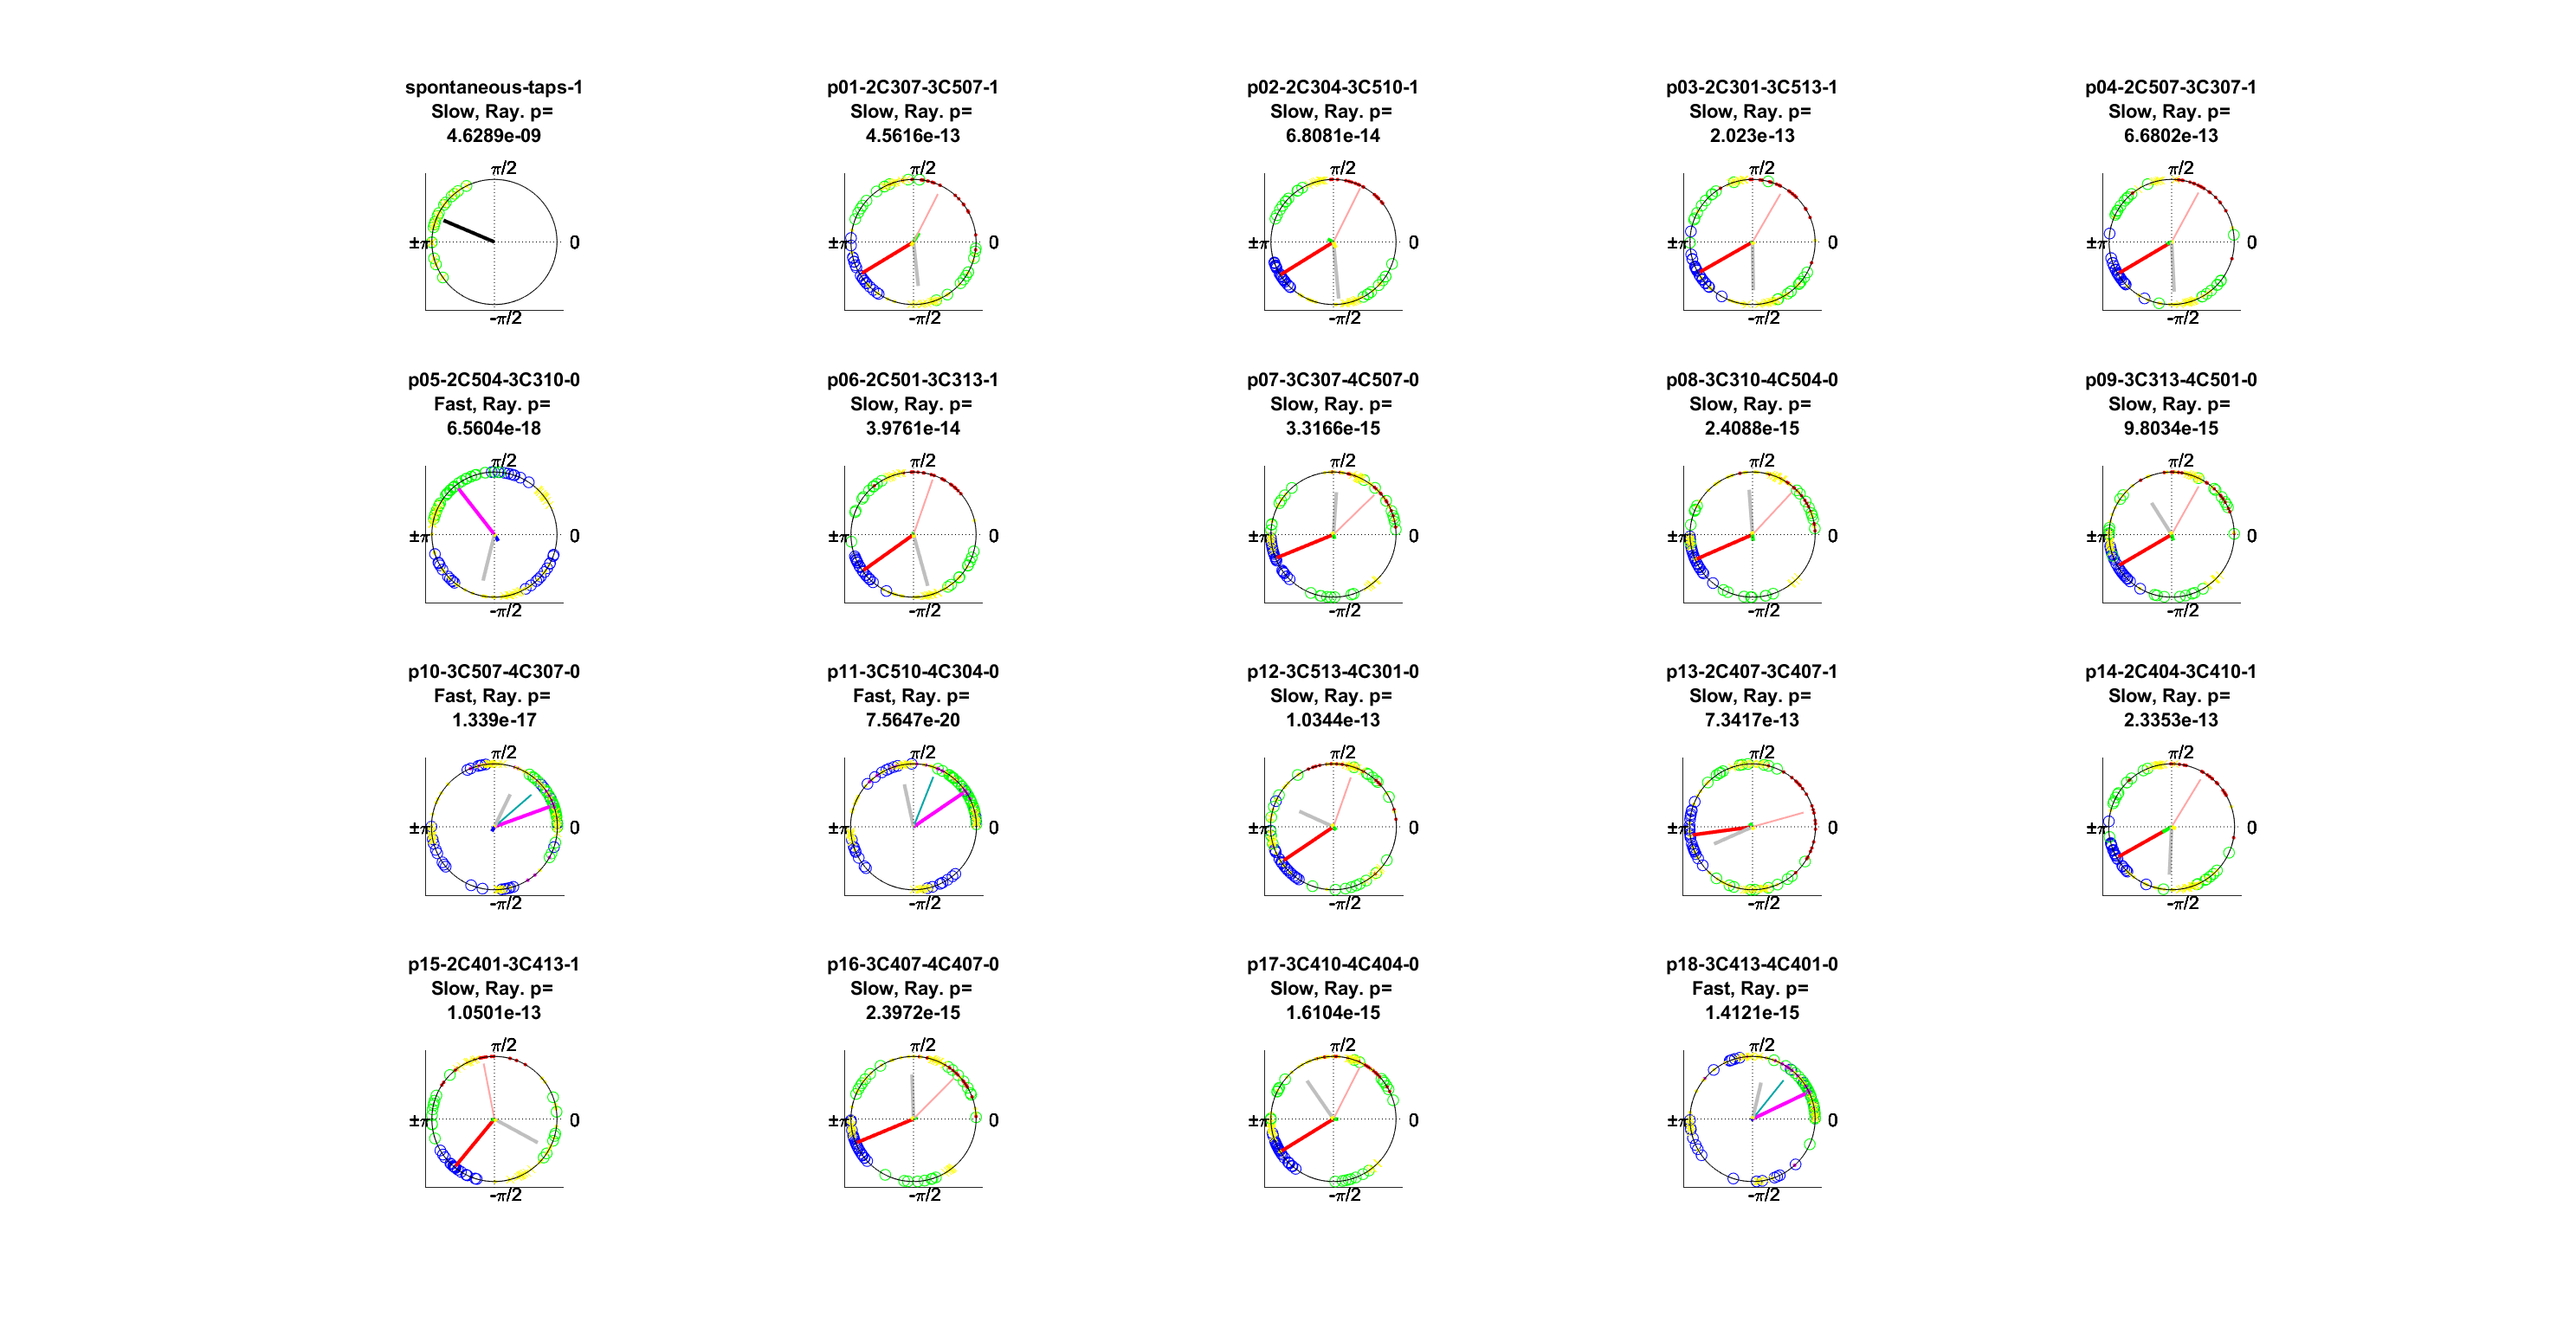 spontaneous-taps-1
Slow, Ray. p=
4.6289e-09
π/2
±π
0
-π/2
p01-2C307-3C507-1
Slow, Ray. p=
4.5616e-13
π/2
±π
0
-π/2
p02-2C304-3C510-1
Slow, Ray. p=
6.8081e-14
π/2
±π
0
-π/2
p03-2C301-3C513-1
Slow, Ray. p=
2.023e-13
π/2
±π
0
-π/2
p04-2C507-3C307-1
Slow, Ray. p=
6.6802e-13
π/2
±π
0
-π/2
p05-2C504-3C310-0
Fast, Ray. p=
6.5604e-18
π/2
±π
0
-π/2
p06-2C501-3C313-1
Slow, Ray. p=
3.9761e-14
π/2
±π
0
-π/2
p07-3C307-4C507-0
Slow, Ray. p=
3.3166e-15
π/2
±π
0
-π/2
p08-3C310-4C504-0
Slow, Ray. p=
2.4088e-15
π/2
±π
0
-π/2
p09-3C313-4C501-0
Slow, Ray. p=
9.8034e-15
π/2
±π
0
-π/2
p10-3C507-4C307-0
Fast, Ray. p=
1.339e-17
π/2
±π
0
-π/2
p11-3C510-4C304-0
Fast, Ray. p=
7.5647e-20
π/2
±π
0
-π/2
p12-3C513-4C301-0
Slow, Ray. p=
1.0344e-13
π/2
±π
0
-π/2
p13-2C407-3C407-1
Slow, Ray. p=
7.3417e-13
π/2
±π
0
-π/2
p14-2C404-3C410-1
Slow, Ray. p=
2.3353e-13
π/2
±π
0
-π/2
p15-2C401-3C413-1
Slow, Ray. p=
1.0501e-13
π/2
±π
0
-π/2
p16-3C407-4C407-0
Slow, Ray. p=
2.3972e-15
π/2
±π
0
-π/2
p17-3C410-4C404-0
Slow, Ray. p=
1.6104e-15
π/2
±π
0
-π/2
p18-3C413-4C401-0
Fast, Ray. p=
1.4121e-15
π/2
±π
0
-π/2